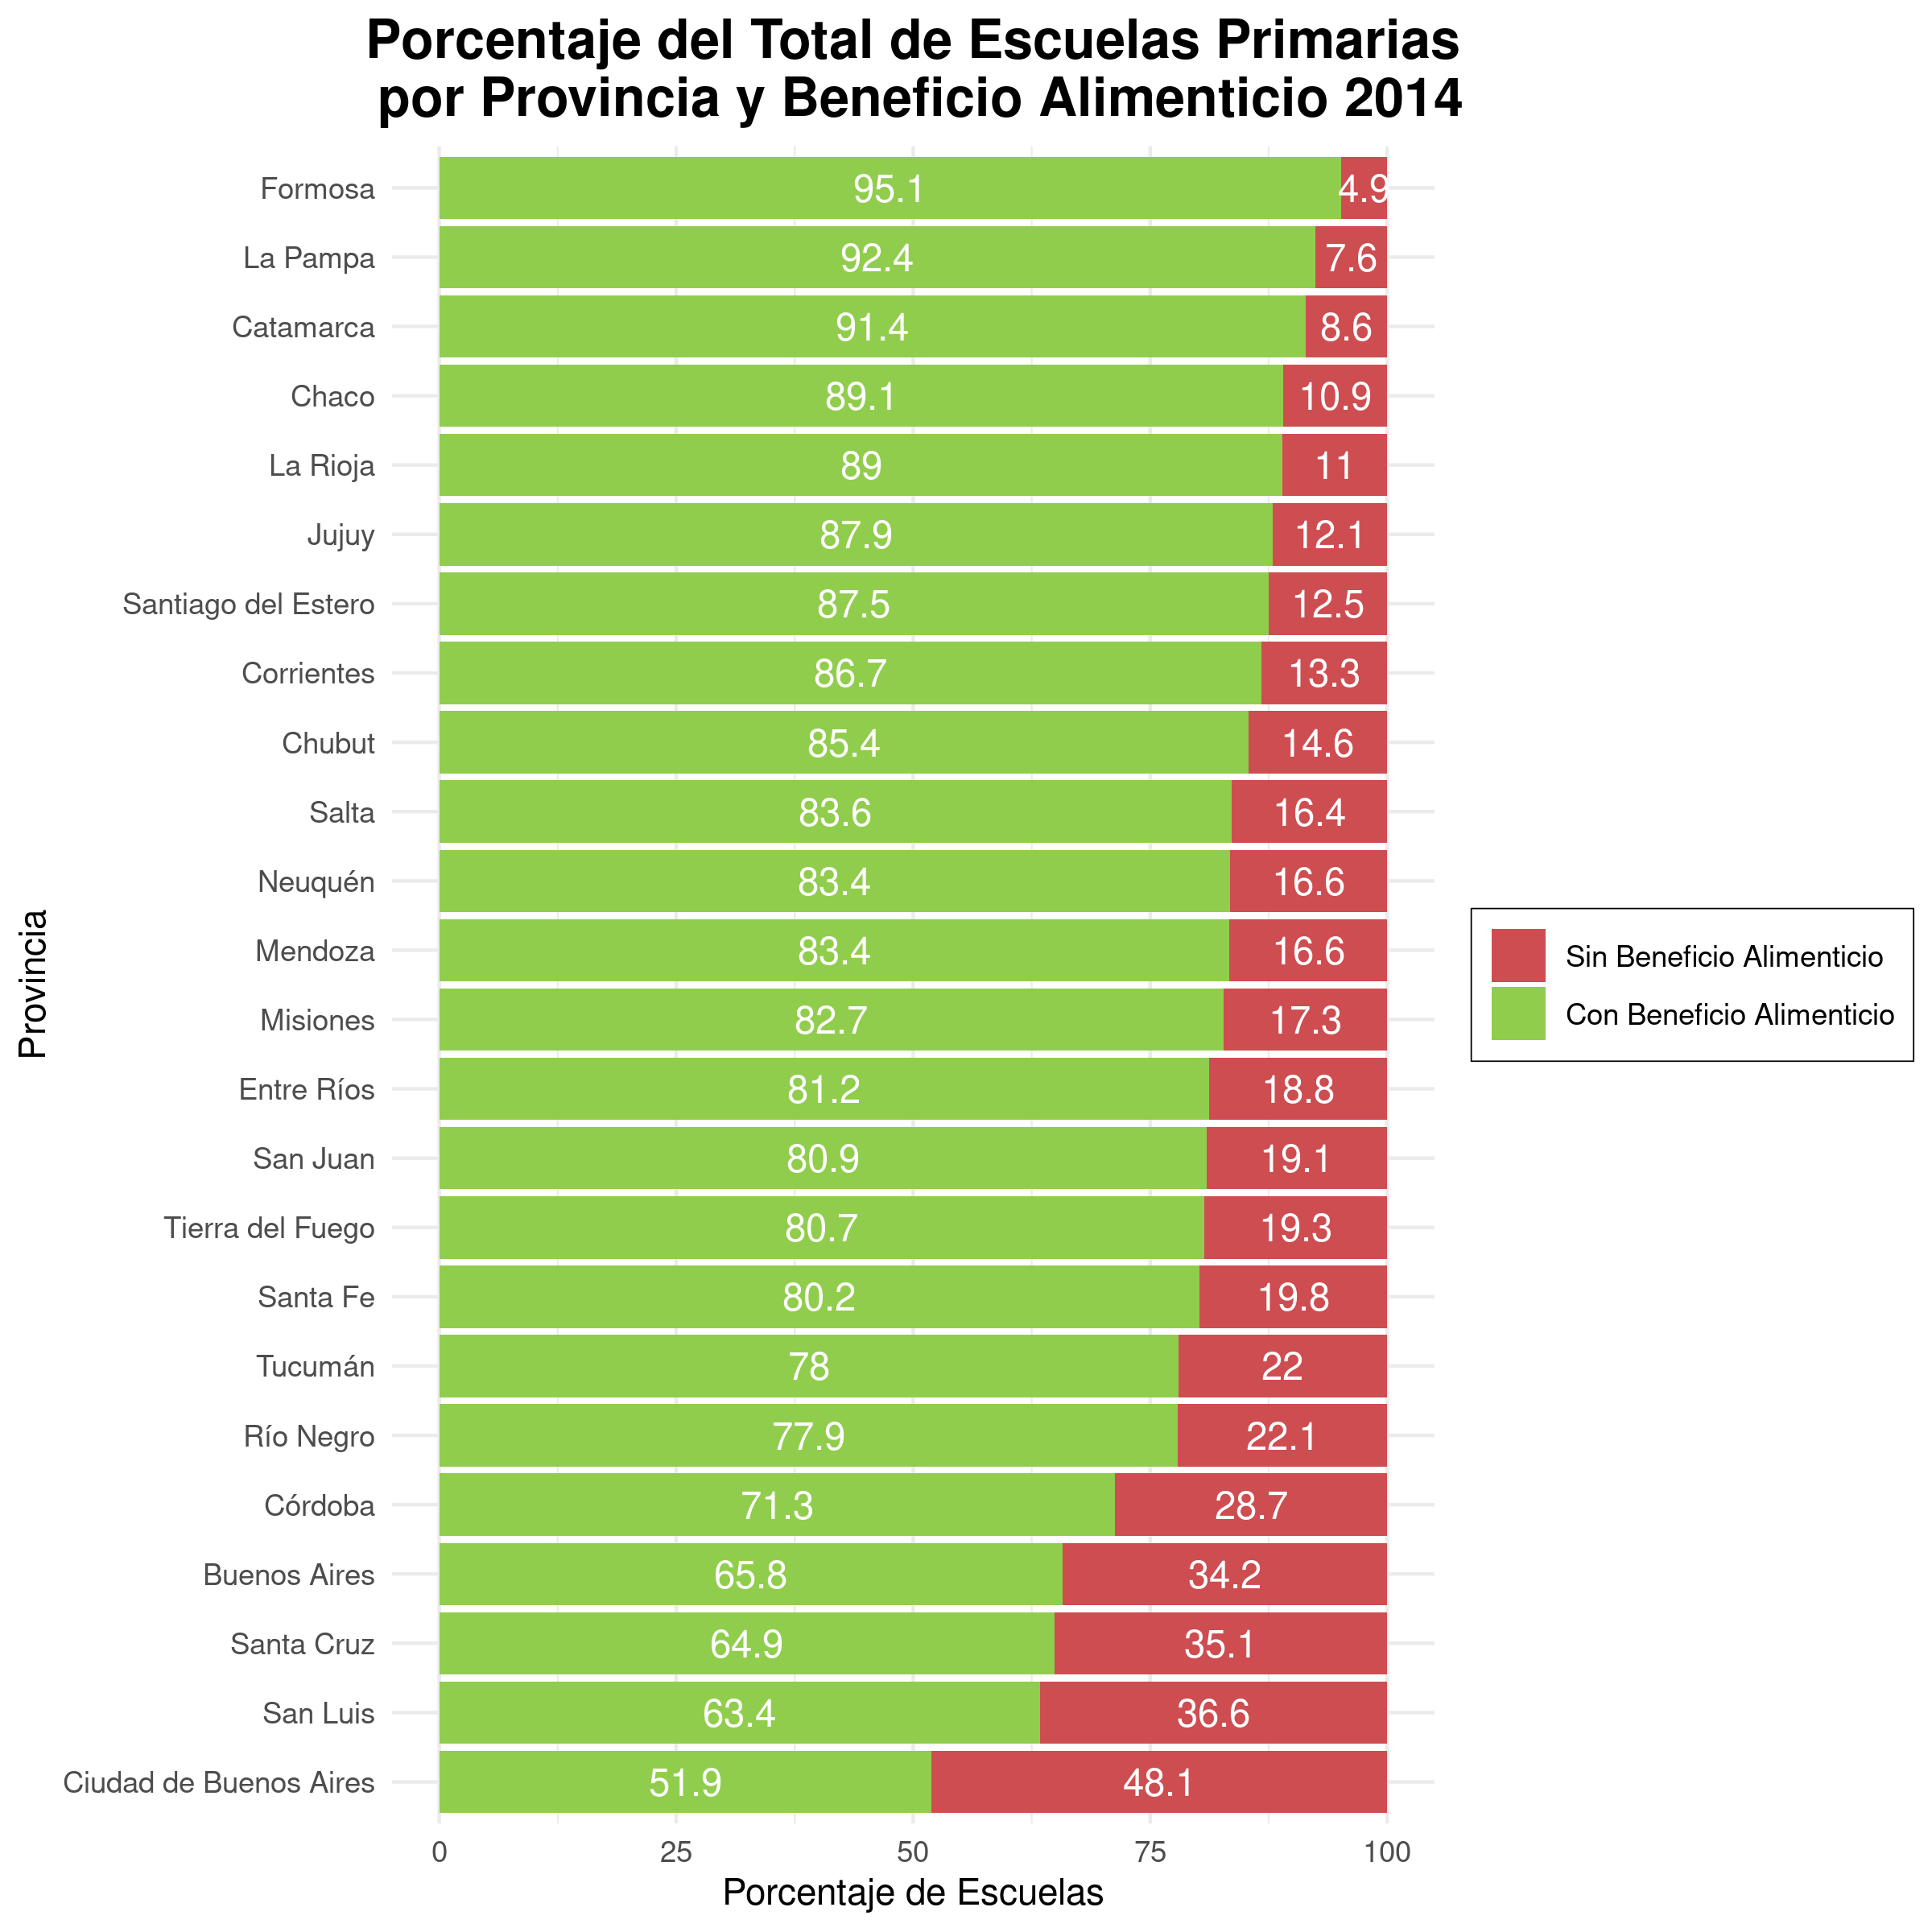 Porcentaje del Total de Escuelas Primarias
por Provincia y Beneficio Alimenticio 2014
Provincia
Formosa 95.1 4.9
La Pampa 92.4 7.6
Catamarca 91.4 8.6
Chaco 89.1 10.9
La Rioja 89 11
Jujuy 87.9 12.1
Santiago del Estero 87.5 12.5
Corrientes 86.7 13.3
Chubut 85.4 14.6
Salta 83.6 16.4
Neuquén 83.4 16.6
Mendoza 83.4 16.6
Misiones 82.7 17.3
Entre Ríos 81.2 18.8
San Juan 80.9 19.1
Tierra del Fuego 80.7 19.3
Santa Fe 80.2 19.8
Tucumán 78 22
Río Negro 77.9 22.1
Córdoba 71.3 28.7
Buenos Aires 65.8 34.2
Santa Cruz 64.9 35.1
San Luis 63.4 36.6
Ciudad de Buenos Aires 51.9 48.1
0 25 50 75 100
Porcentaje de Escuelas
Sin Beneficio Alimenticio
Con Beneficio Alimenticio